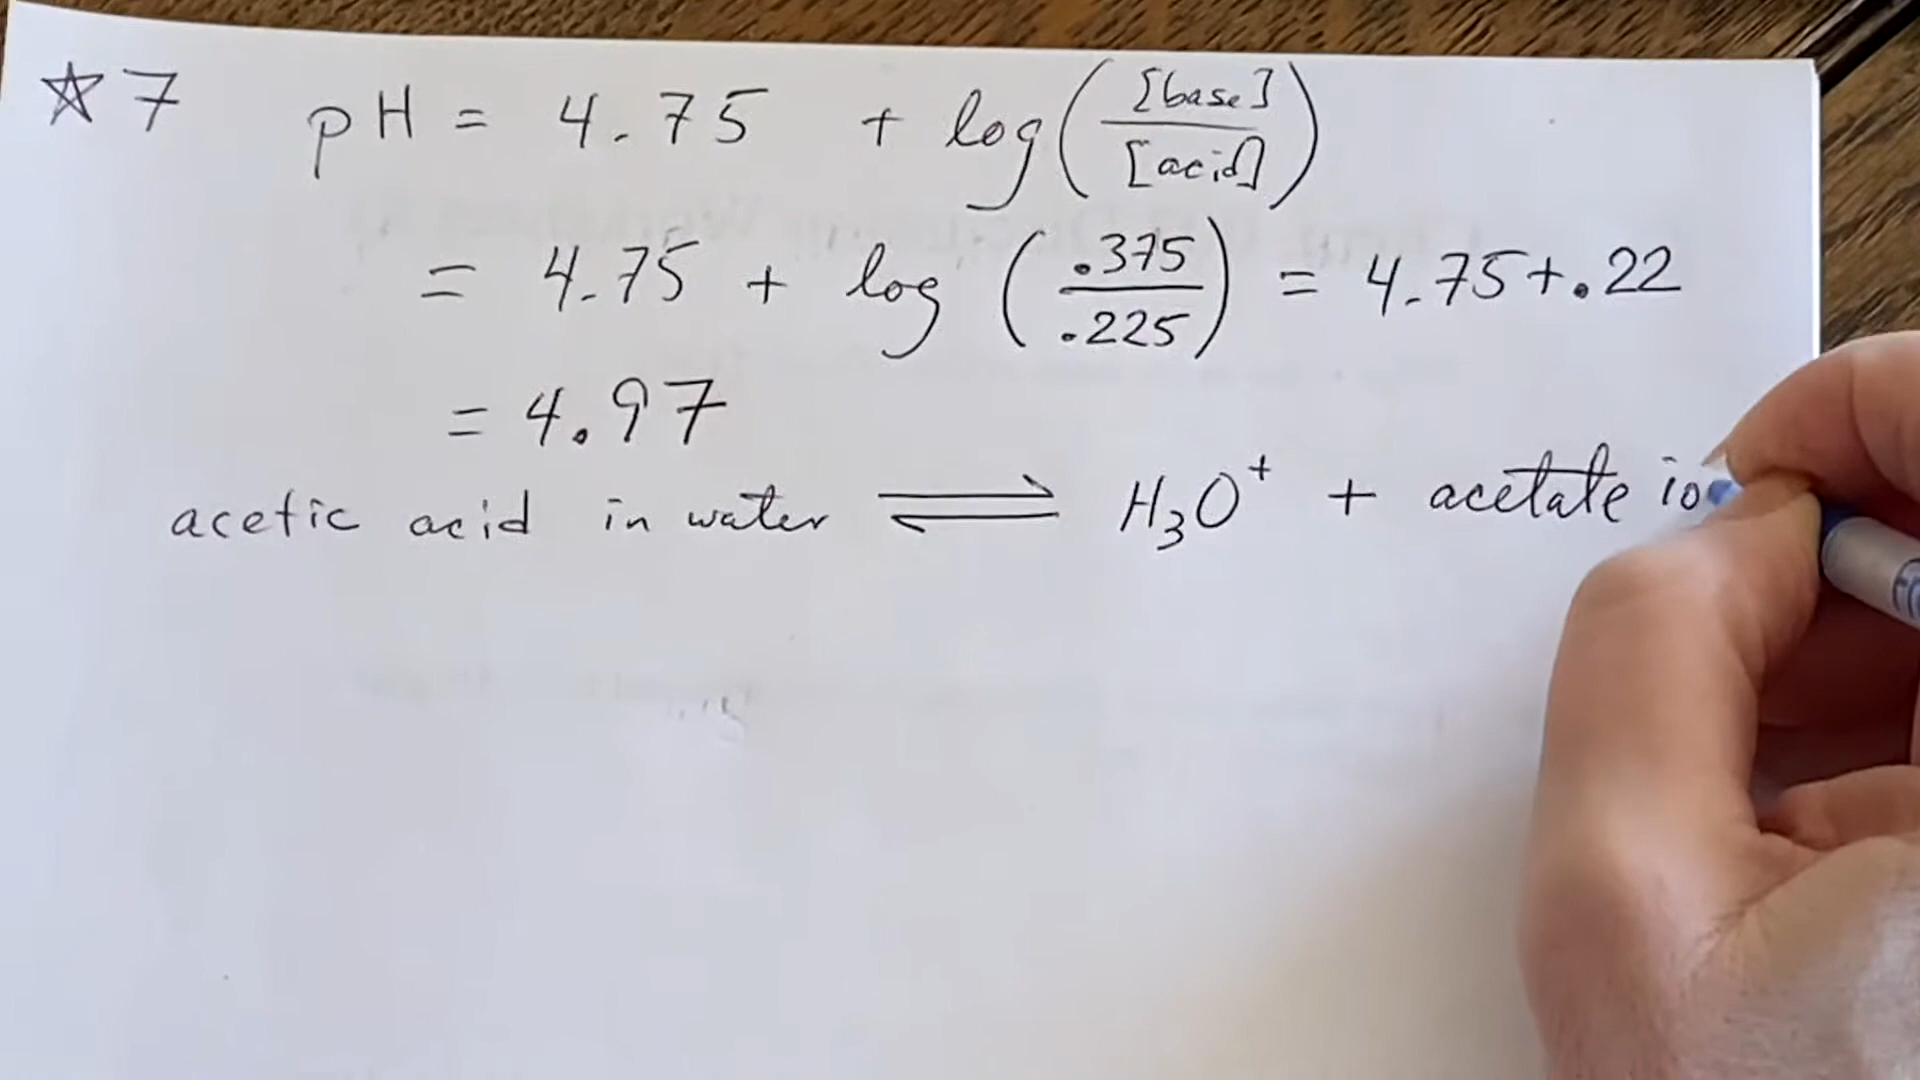 ☆ 7 pH = 4.75 + log([base]/[acid])
= 4.75 + log (.375/.225) = 4.75+.22
= 4.97
acetic acid in water ⇌ H₃O⁺ + acetate io